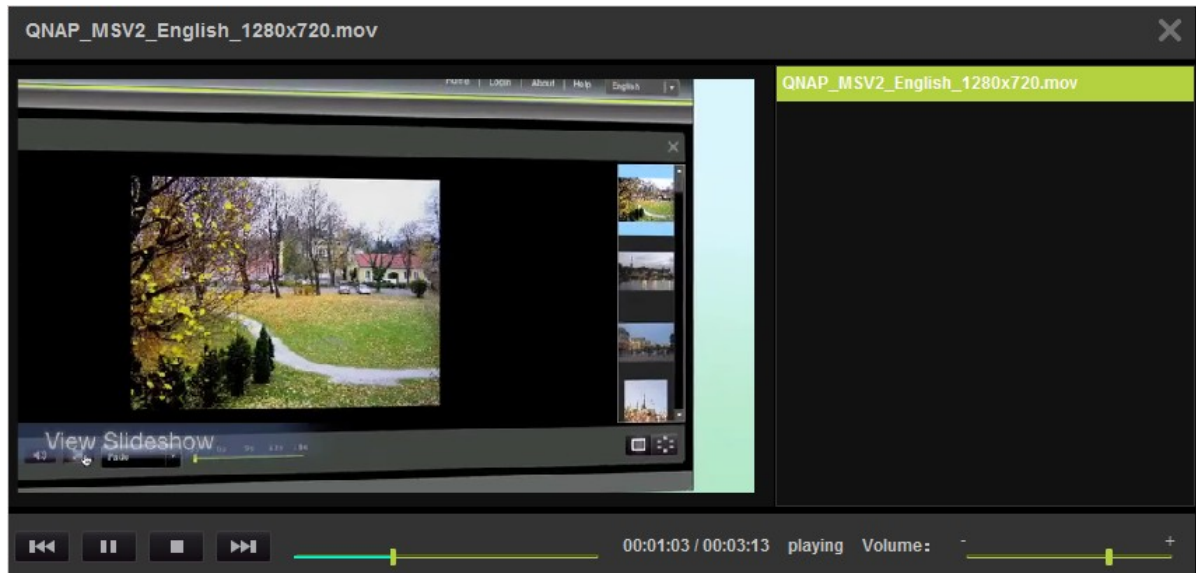 QNAP_MSV2_English_1280x720.mov
QNAP_MSV2_English_1280x720.mov
Home | Login | About | Help English
View Slideshow
Fade
00:01:03 / 00:03:13 playing Volume: - +